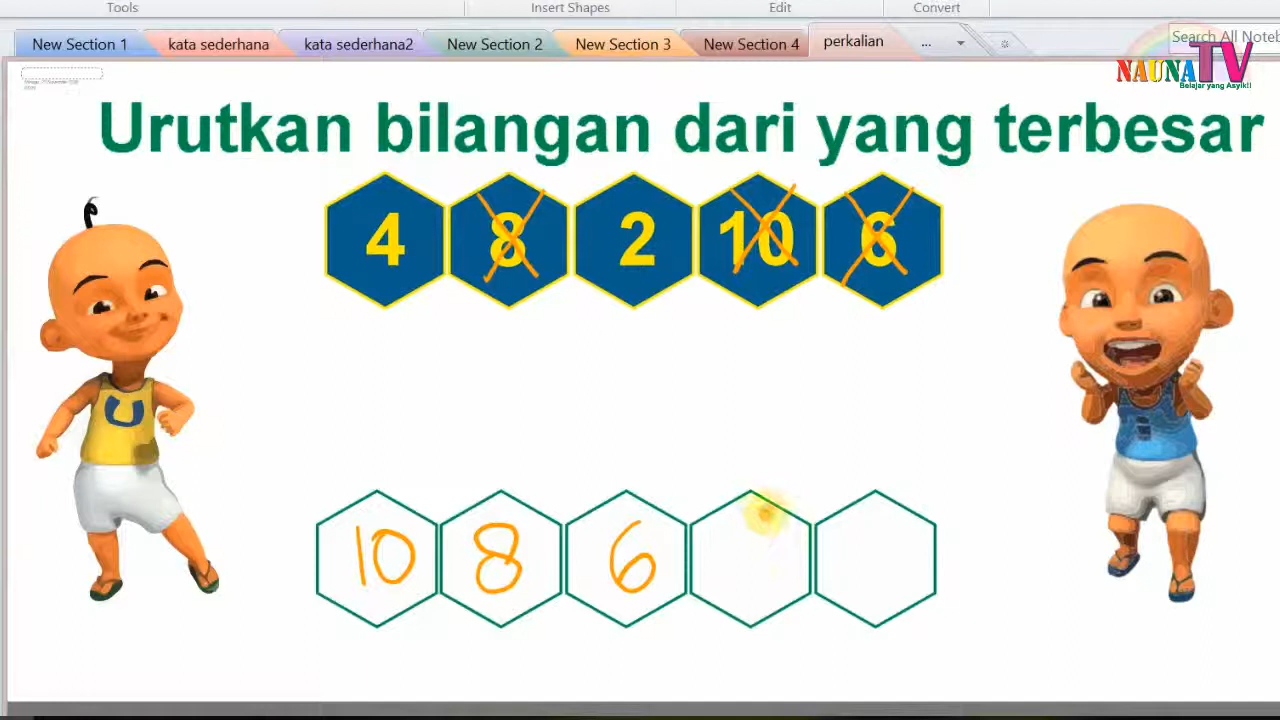 Tools Insert Shapes Edit Convert
New Section 1 kata sederhana kata sederhana2 New Section 2 New Section 3 New Section 4 perkalian ... Search All Noteb
NAUNA TV
Belajar yang Asyik!!
Urutkan bilangan dari yang terbesar
4 8 2 10 6
U
10 8 6